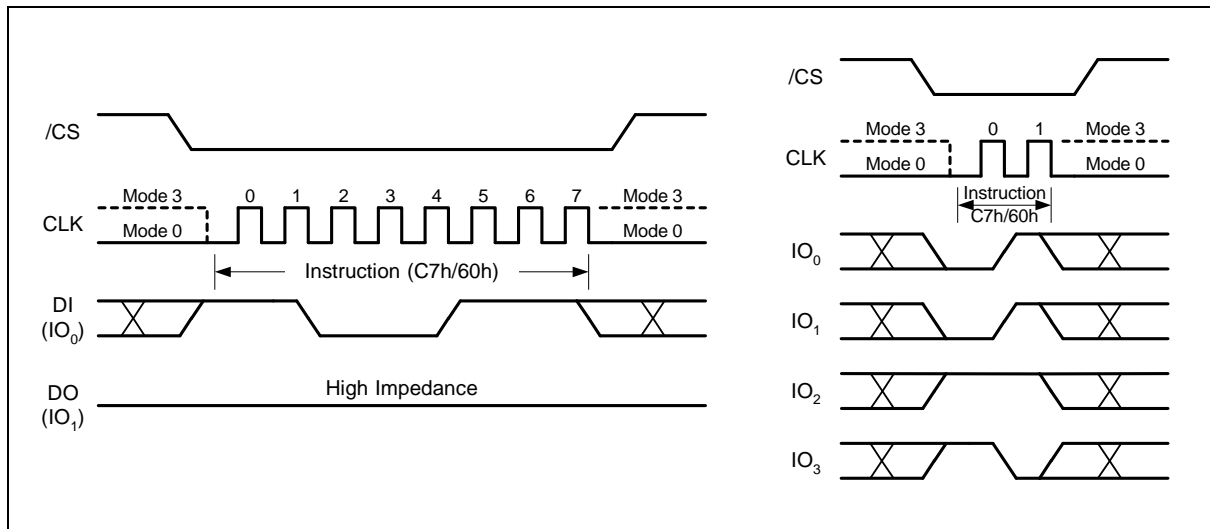 /CS
Mode 3 0 1 2 3 4 5 6 7 Mode 3
CLK
Mode 0 Mode 0
Instruction (C7h/60h)
DI
(IO0)
High Impedance
DO
(IO1)
/CS
Mode 3 0 1 Mode 3
CLK
Mode 0 Mode 0
Instruction
C7h/60h
IO0
IO1
IO2
IO3